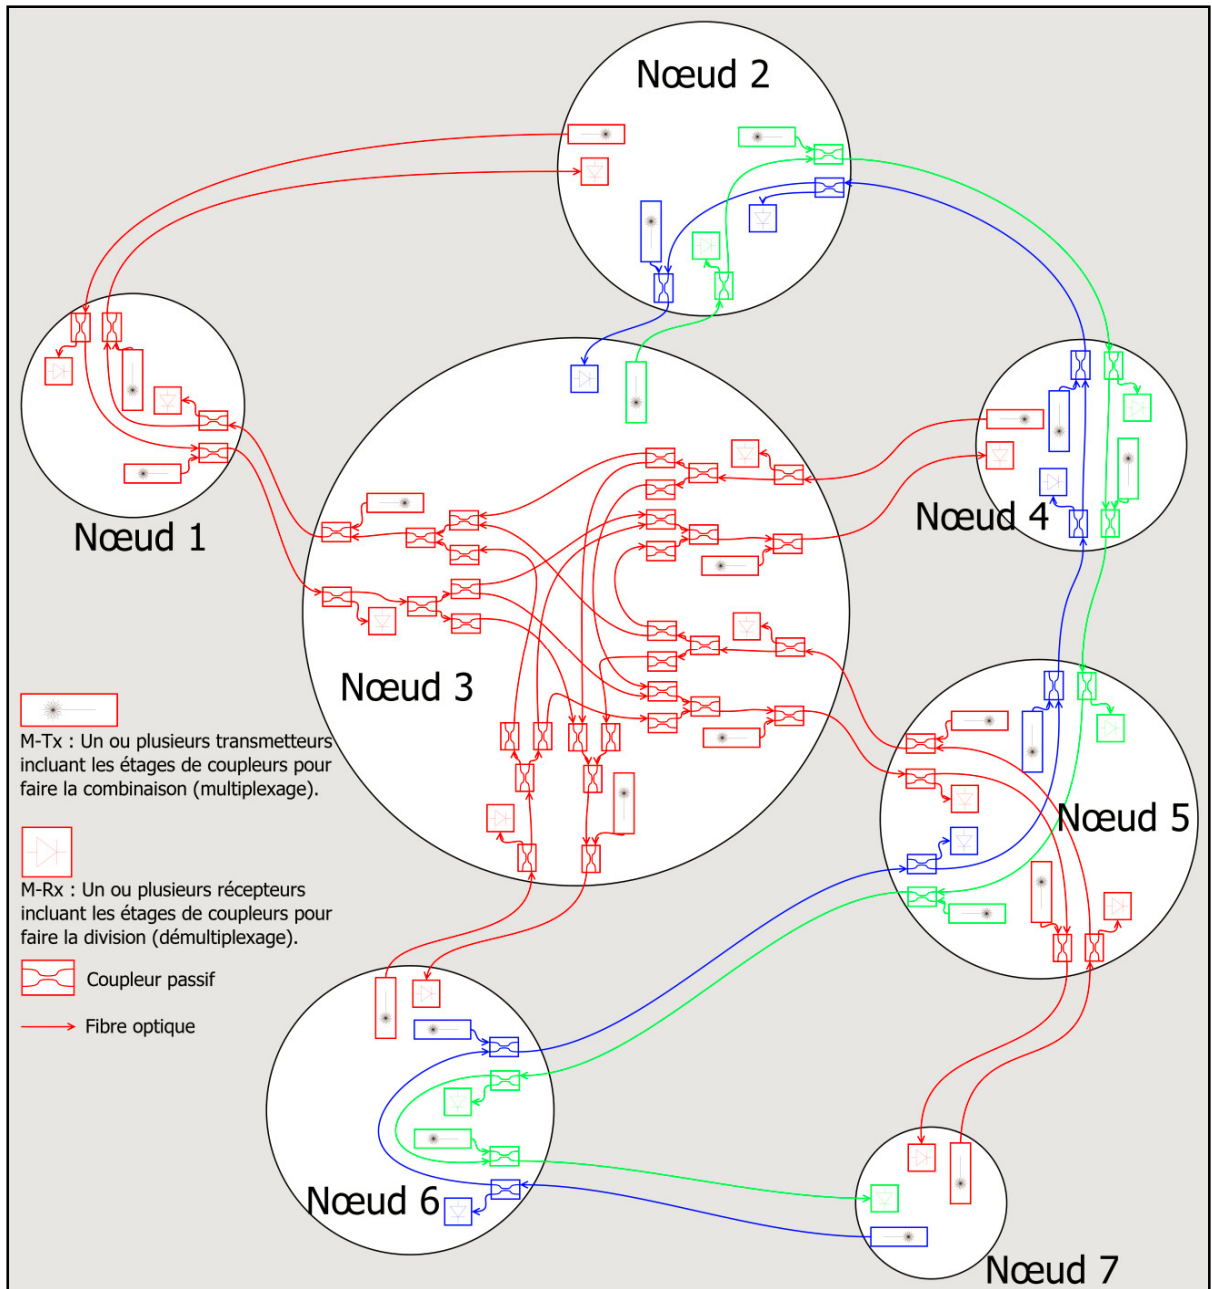 Nœud 2
Nœud 1
Nœud 4
Nœud 3
M-Tx : Un ou plusieurs transmetteurs
incluant les étages de coupleurs pour
faire la combinaison (multiplexage).
Nœud 5
M-Rx : Un ou plusieurs récepteurs
incluant les étages de coupleurs pour
faire la division (démultiplexage).
Coupleur passif
Fibre optique
Nœud 6
Nœud 7